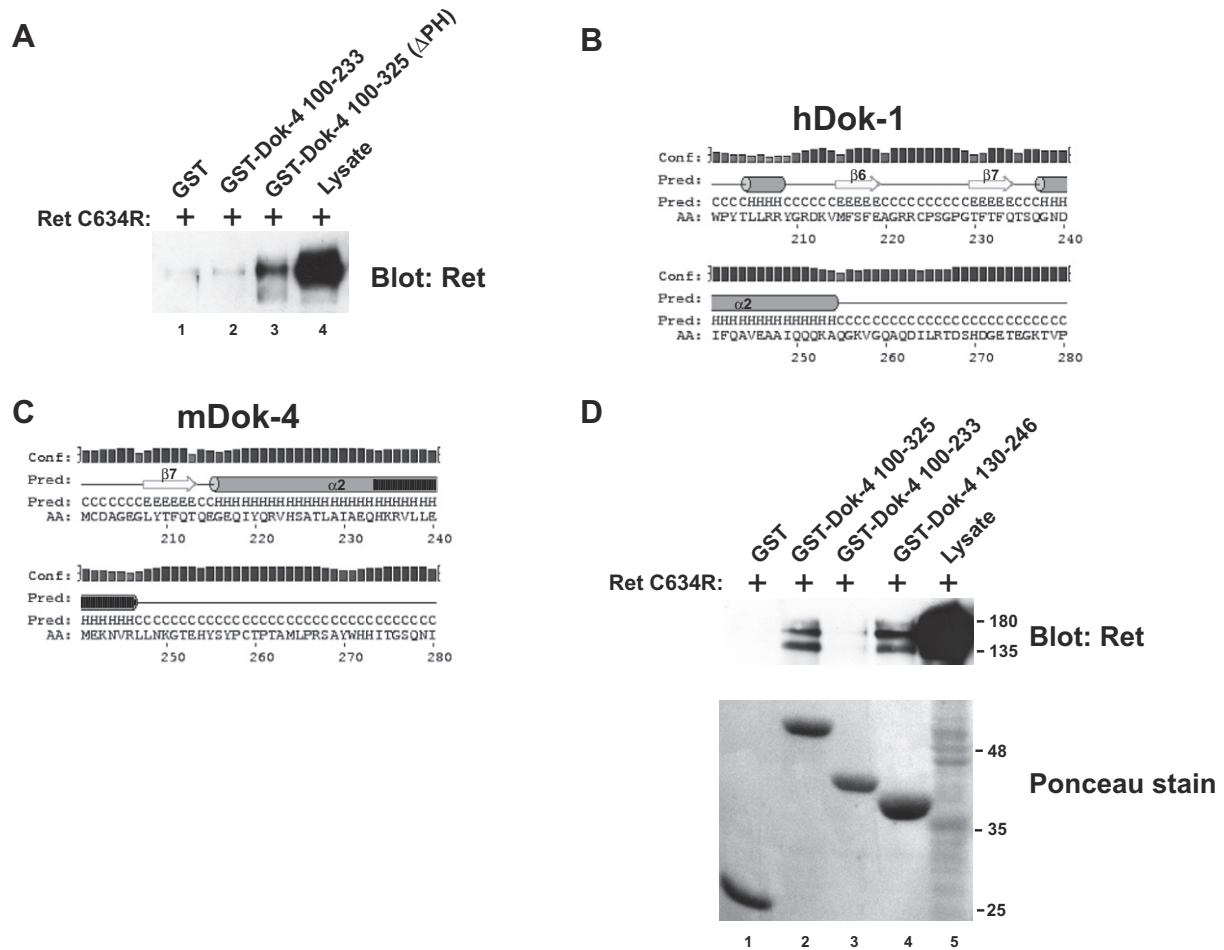 A
GST
GST-Dok-4 100-233
GST-Dok-4 100-325 (ΔPH)
Lysate
Ret C634R: + + + +
Blot: Ret
1 2 3 4
B
hDok-1
Conf:
β6 β7
Pred:
Pred: CCCCHHHHCCCCCCEEEEECCCCCCCCCCEEEEECCCHHH
AA: WPYTLLRRYGRDKVMFSFEAGRRCPSGPGTFTFQTSQGND
210 220 230 240
Conf:
α2
Pred:
Pred: HHHHHHHHHHHHHHCCCCCCCCCCCCCCCCCCCCCCCCCC
AA: IFQAVEAAIQQQKAQGKVGQAQDILRTDSHDGETEGKTVP
250 260 270 280
C
mDok-4
Conf:
β7
Pred:
α2
Pred: CCCCCCCEEEEEECCHHHHHHHHHHHHHHHHHHHHHHHHH
AA: MCDAGEGLYTFQTQEGEQIYQRVHSATLAIAEQHKRVLLE
210 220 230 240
Conf:
Pred:
Pred: HHHHHHCCCCCCCCCCCCCCCCCCCCCCCCCCCCCCCCCC
AA: MEKNVRLLNKGTEHYSYPCTPTAMLPRSAYWHHITGSQNI
250 260 270 280
D
GST
GST-Dok-4 100-325
GST-Dok-4 100-233
GST-Dok-4 130-246
Lysate
Ret C634R: + + + + +
- 180
Blot: Ret
- 135
- 48
Ponceau stain
- 35
- 25
1 2 3 4 5